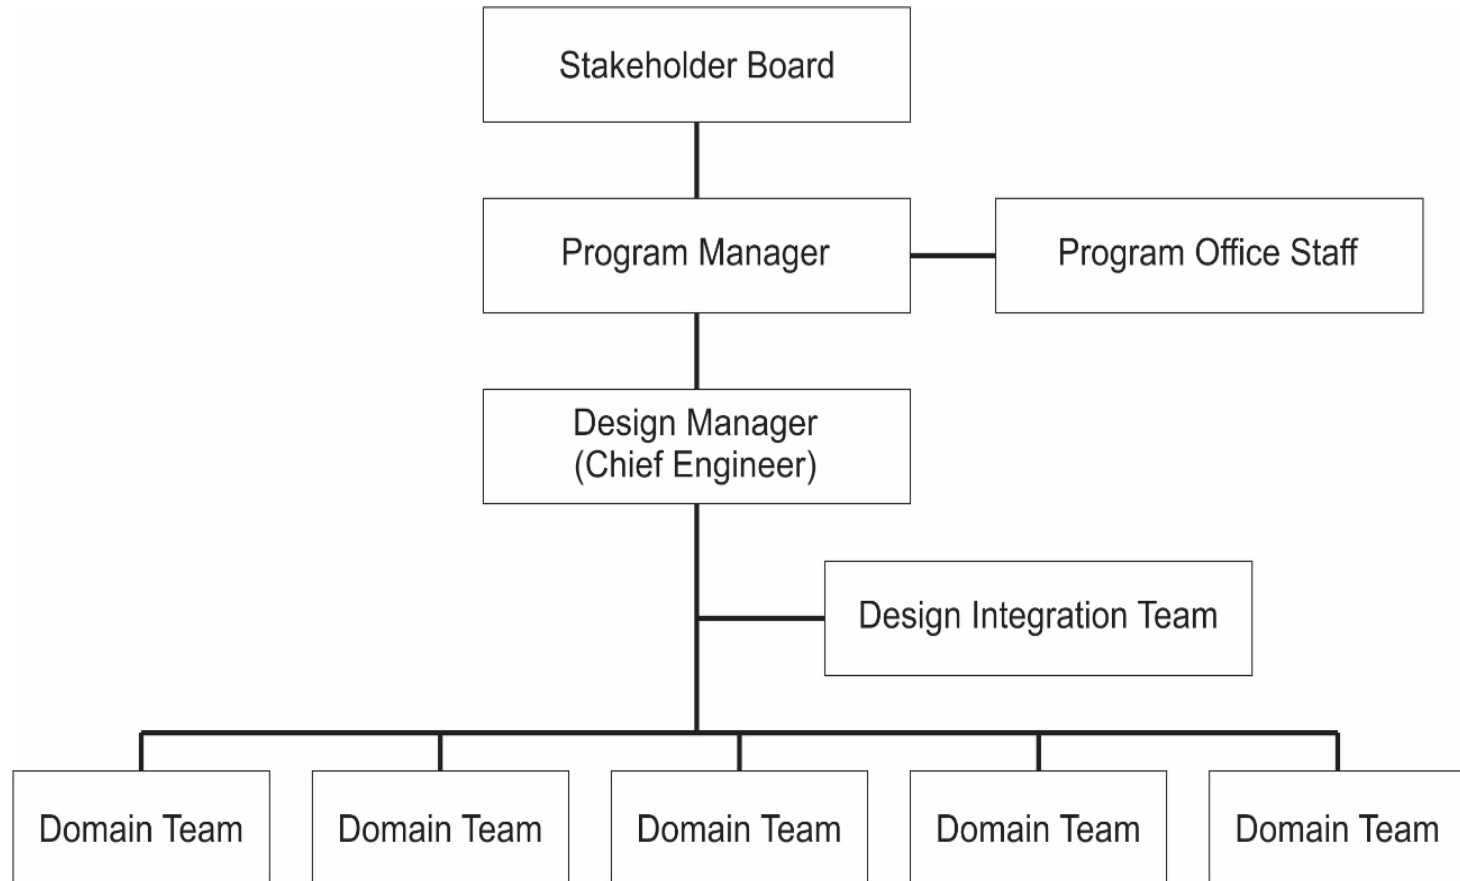 Stakeholder Board
Program Manager
Program Office Staff
Design Manager
(Chief Engineer)
Design Integration Team
Domain Team
Domain Team
Domain Team
Domain Team
Domain Team